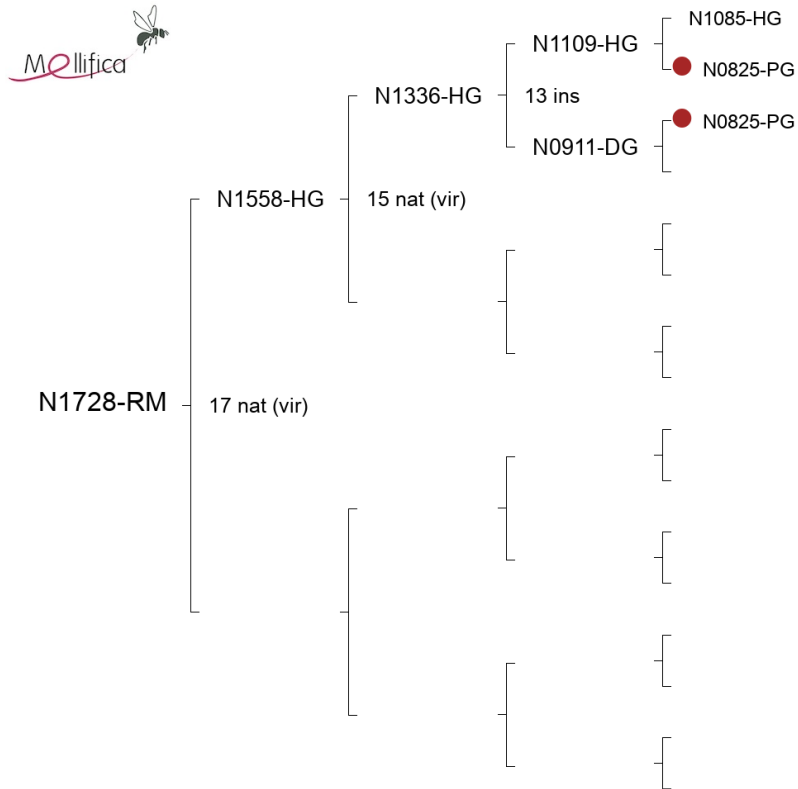 Mellifica
N1085-HG
N1109-HG
N0825-PG
N1336-HG
13 ins
N0825-PG
N0911-DG
N1558-HG
15 nat (vir)
N1728-RM
17 nat (vir)